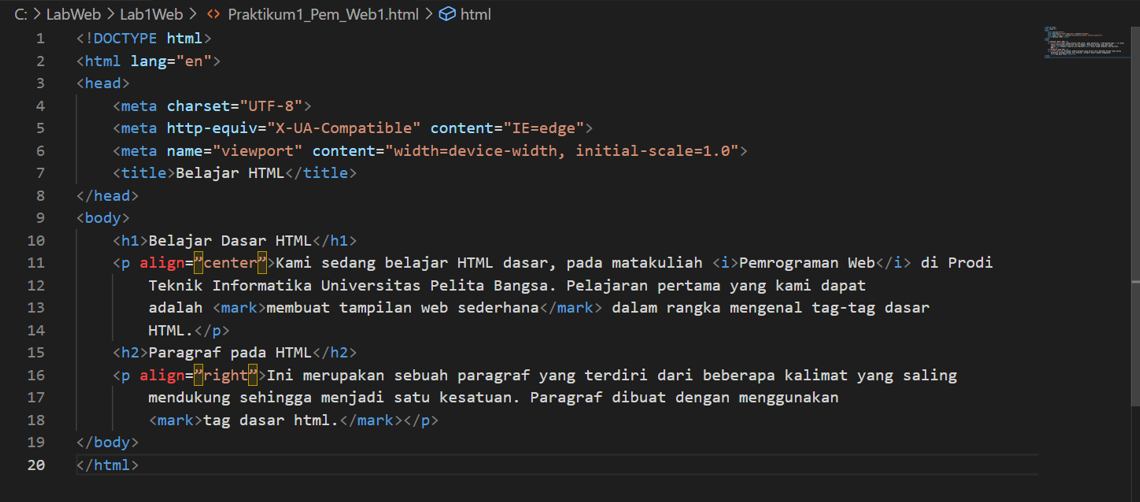 C: > LabWeb > Lab1Web > <> Praktikum1_Pem_Web1.html > html
1 <!DOCTYPE html>
2 <html lang="en">
3 <head>
4     <meta charset="UTF-8">
5     <meta http-equiv="X-UA-Compatible" content="IE=edge">
6     <meta name="viewport" content="width=device-width, initial-scale=1.0">
7     <title>Belajar HTML</title>
8 </head>
9 <body>
10     <h1>Belajar Dasar HTML</h1>
11     <p align=”center”>Kami sedang belajar HTML dasar, pada matakuliah <i>Pemrograman Web</i> di Prodi
12         Teknik Informatika Universitas Pelita Bangsa. Pelajaran pertama yang kami dapat
13         adalah <mark>membuat tampilan web sederhana</mark> dalam rangka mengenal tag-tag dasar
14         HTML.</p>
15     <h2>Paragraf pada HTML</h2>
16     <p align=”right”>Ini merupakan sebuah paragraf yang terdiri dari beberapa kalimat yang saling
17         mendukung sehingga menjadi satu kesatuan. Paragraf dibuat dengan menggunakan
18         <mark>tag dasar html.</mark></p>
19 </body>
20 </html>